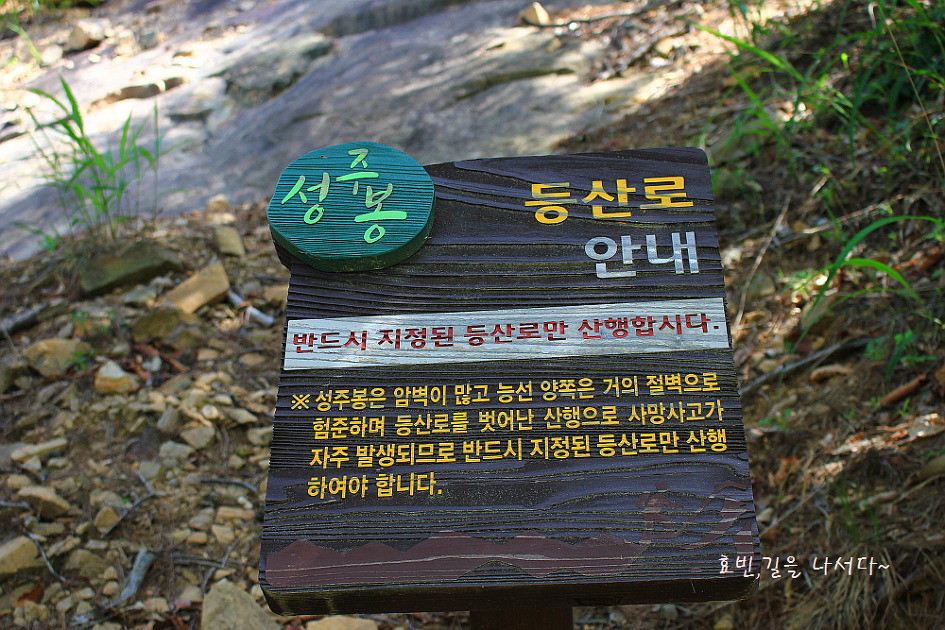 성주봉
등산로
안내
반드시 지정된 등산로만 산행합시다.
※ 성주봉은 암벽이 많고 능선 양쪽은 거의 절벽으로
험준하며 등산로를 벗어난 산행으로 사망사고가
자주 발생되므로 반드시 지정된 등산로만 산행
하여야 합니다.
효빈,길을 나서다~